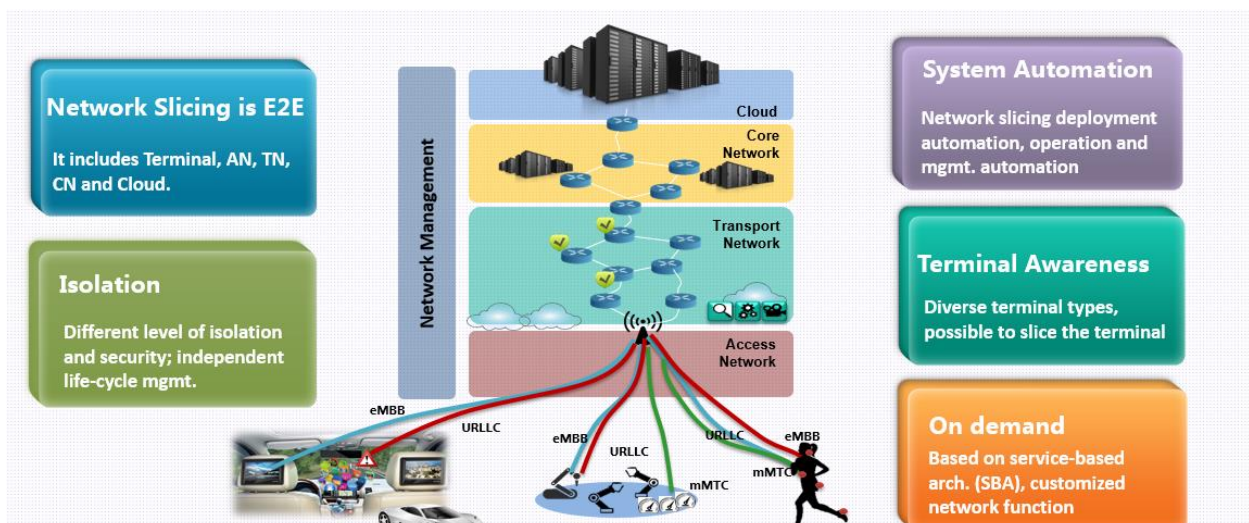 Network Slicing is E2E
It includes Terminal, AN, TN,
CN and Cloud.
Isolation
Different level of isolation
and security; independent
life-cycle mgmt.
Network Management
Cloud
Core
Network
Transport
Network
Access
Network
eMBB
URLLC
eMBB
URLLC
mMTC
URLLC
eMBB
mMTC
System Automation
Network slicing deployment
automation, operation and
mgmt. automation
Terminal Awareness
Diverse terminal types,
possible to slice the terminal
On demand
Based on service-based
arch. (SBA), customized
network function